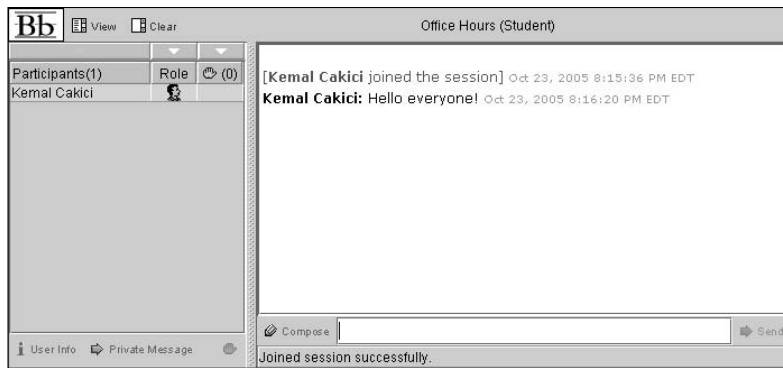 Bb View Clear Office Hours (Student)
Participants(1) Role (0)
Kemal Cakici
[Kemal Cakici joined the session] Oct 23, 2005 8:15:36 PM EDT
Kemal Cakici: Hello everyone! Oct 23, 2005 8:16:20 PM EDT
Compose Send
User Info Private Message
Joined session successfully.